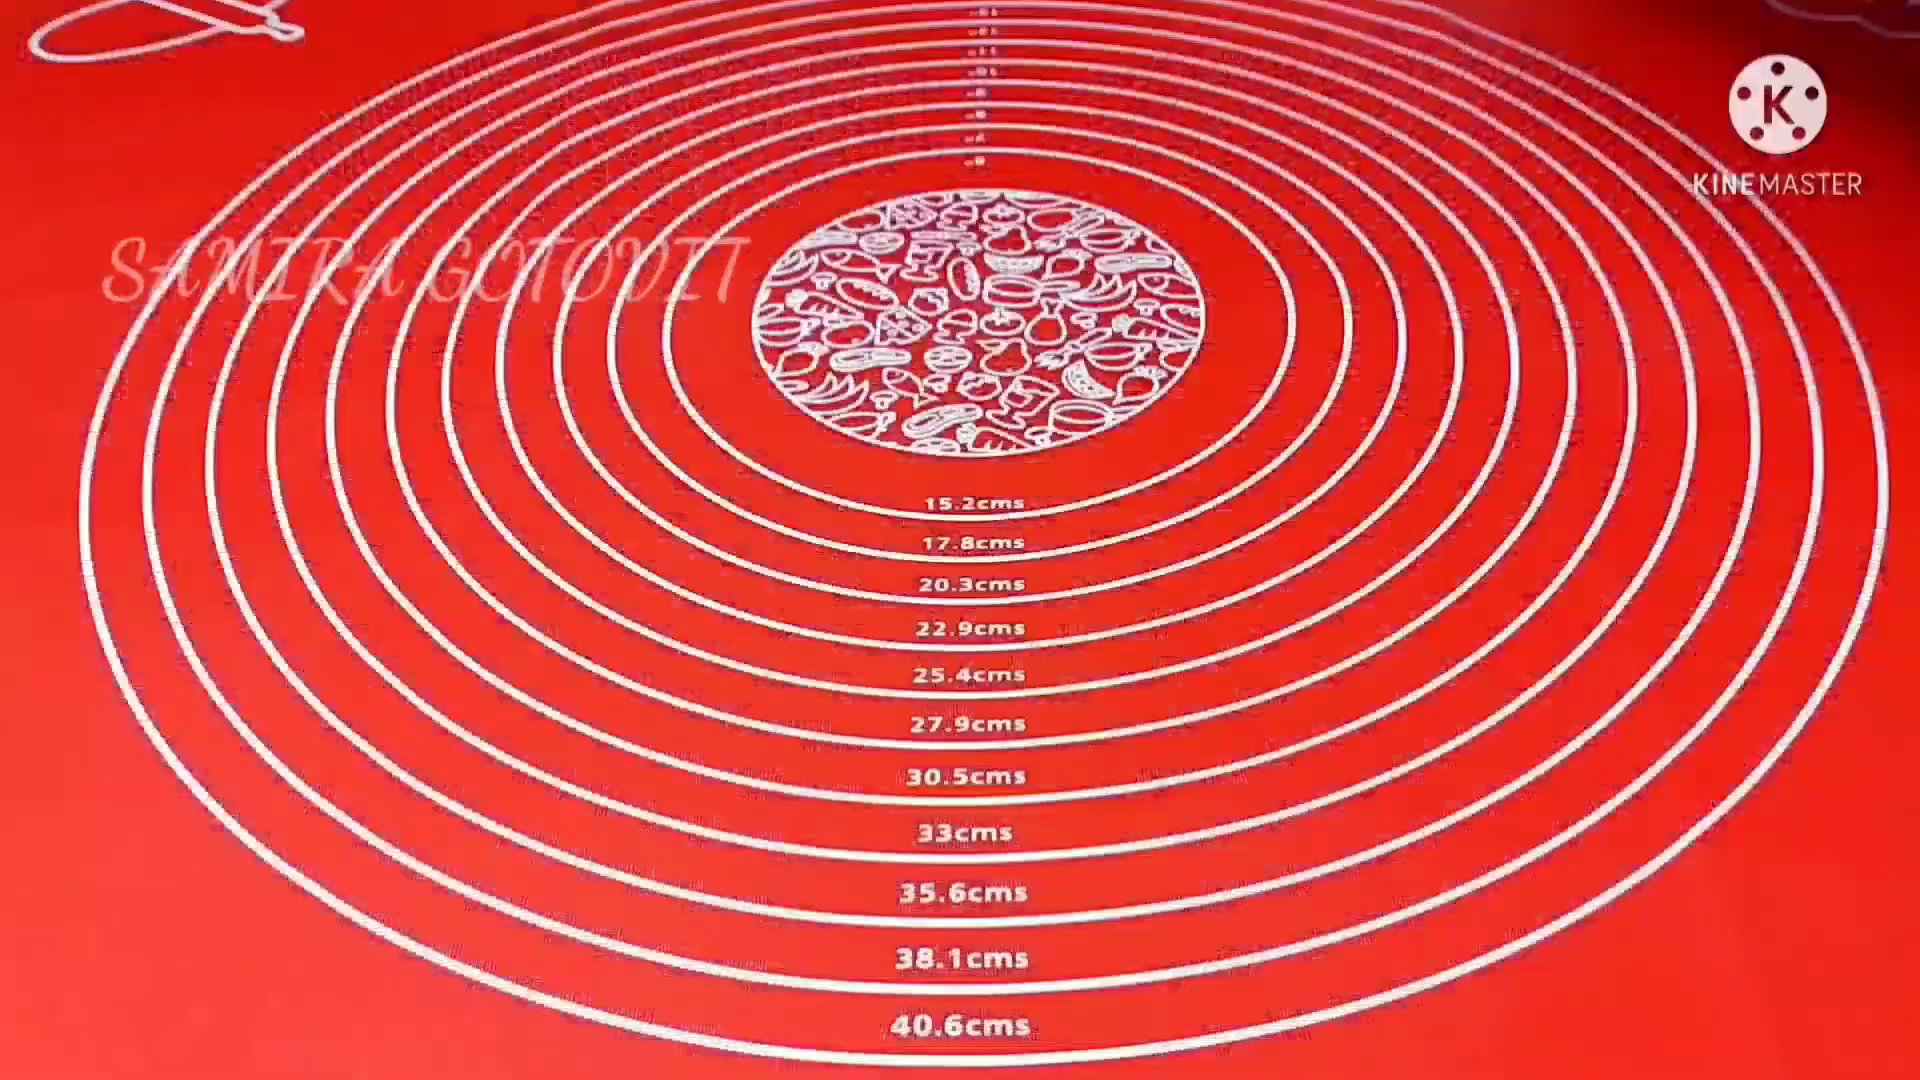 K
KINEMASTER
SAMIRA GOTOVIT
15.2cms
17.8cms
20.3cms
22.9cms
25.4cms
27.9cms
30.5cms
33cms
35.6cms
38.1cms
40.6cms